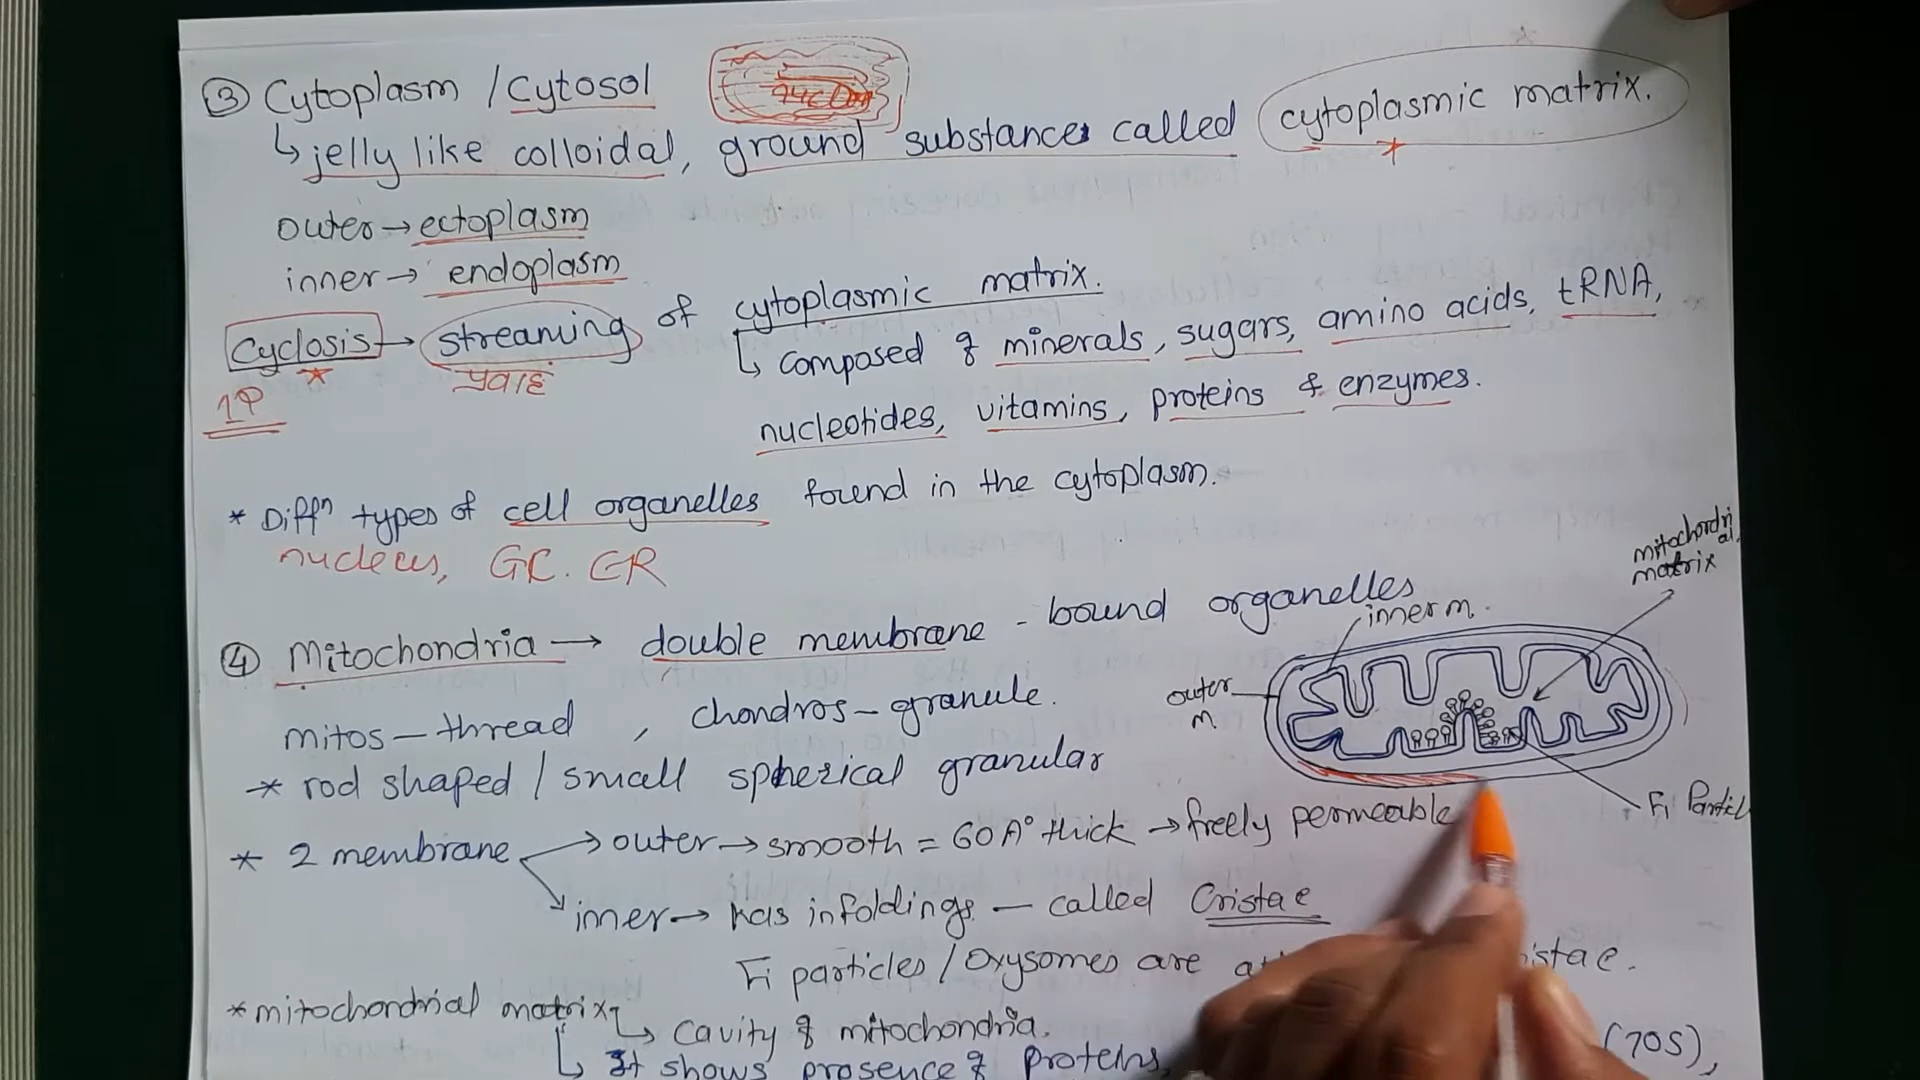 ③ Cytoplasm / Cytosol
↳ jelly like colloidal, ground substance called cytoplasmic matrix.
outer → ectoplasm
inner → endoplasm
Cyclosis → streaming of cytoplasmic matrix.
↳ composed of minerals, sugars, amino acids, tRNA,
nucleotides, vitamins, proteins & enzymes.
* Diffⁿ types of cell organelles found in the cytoplasm.
nucleus, GC. ER
④ Mitochondria → double membrane - bound organelles
mitos - thread , chondros - granule.
* rod shaped / small spherical granular
* 2 membrane → outer → smooth = 60 A° thick → freely permeable
inner → has infoldings - called Cristae
F₁ particles / Oxysomes are
* mitochondrial matrix ↳ cavity of mitochondria.
↳ It shows presence of proteins, (70S),
mitochondrial matrix
inner m.
outer m.
F₁ Particl